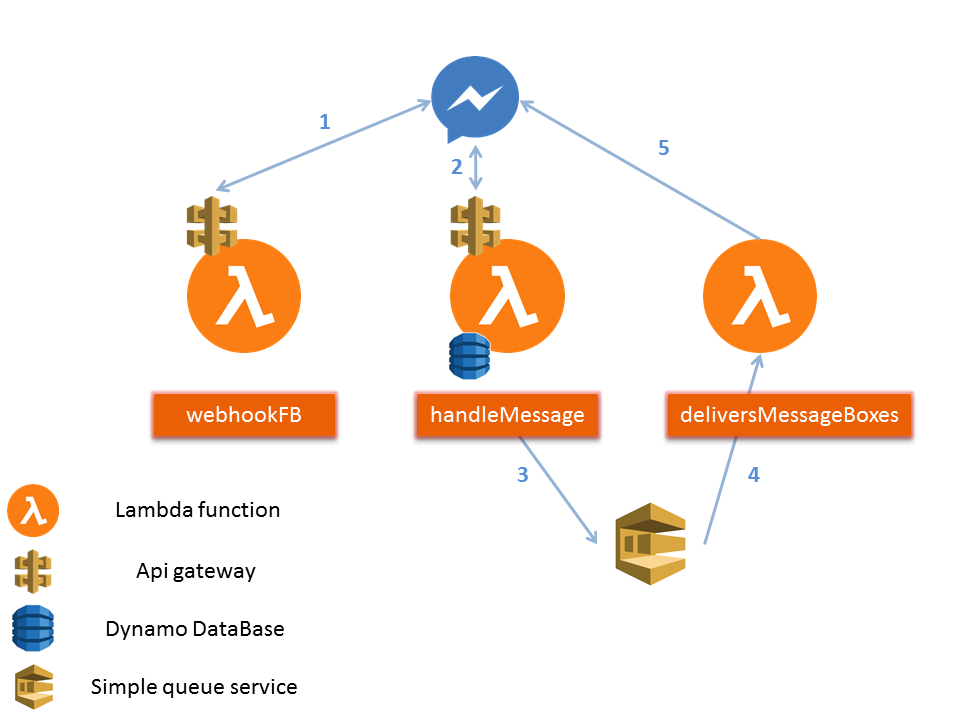 1
2
5
webhookFB
handleMessage
deliversMessageBoxes
3
4
Lambda function
Api gateway
Dynamo DataBase
Simple queue service